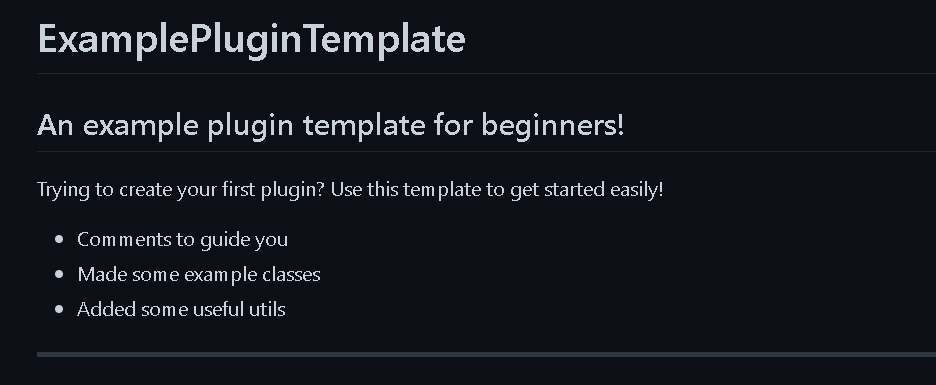 ExamplePluginTemplate
An example plugin template for beginners!
Trying to create your first plugin? Use this template to get started easily!
Comments to guide you
Made some example classes
Added some useful utils